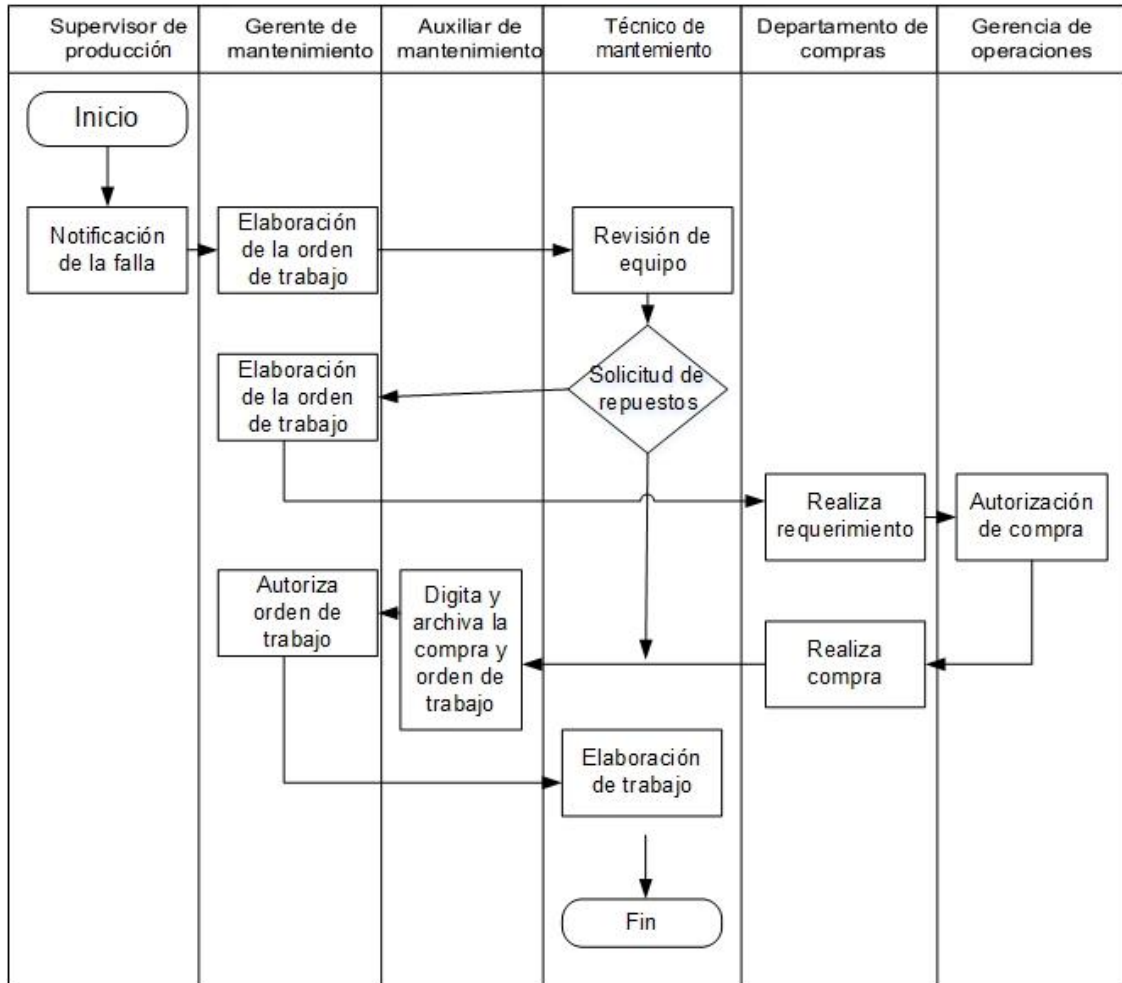 Supervisor de
producción
Gerente de
mantenimiento
Auxiliar de
mantenimiento
Técnico de
mantemiento
Departamento de
compras
Gerencia de
operaciones
Inicio
Notificación
de la falla
Elaboración
de la orden
de trabajo
Revisión de
equipo
Elaboración
de la orden
de trabajo
Solicitud de
repuestos
Realiza
requerimiento
Autorización
de compra
Autoriza
orden de
trabajo
Digita y
archiva la
compra y
orden de
trabajo
Realiza
compra
Elaboración
de trabajo
Fin